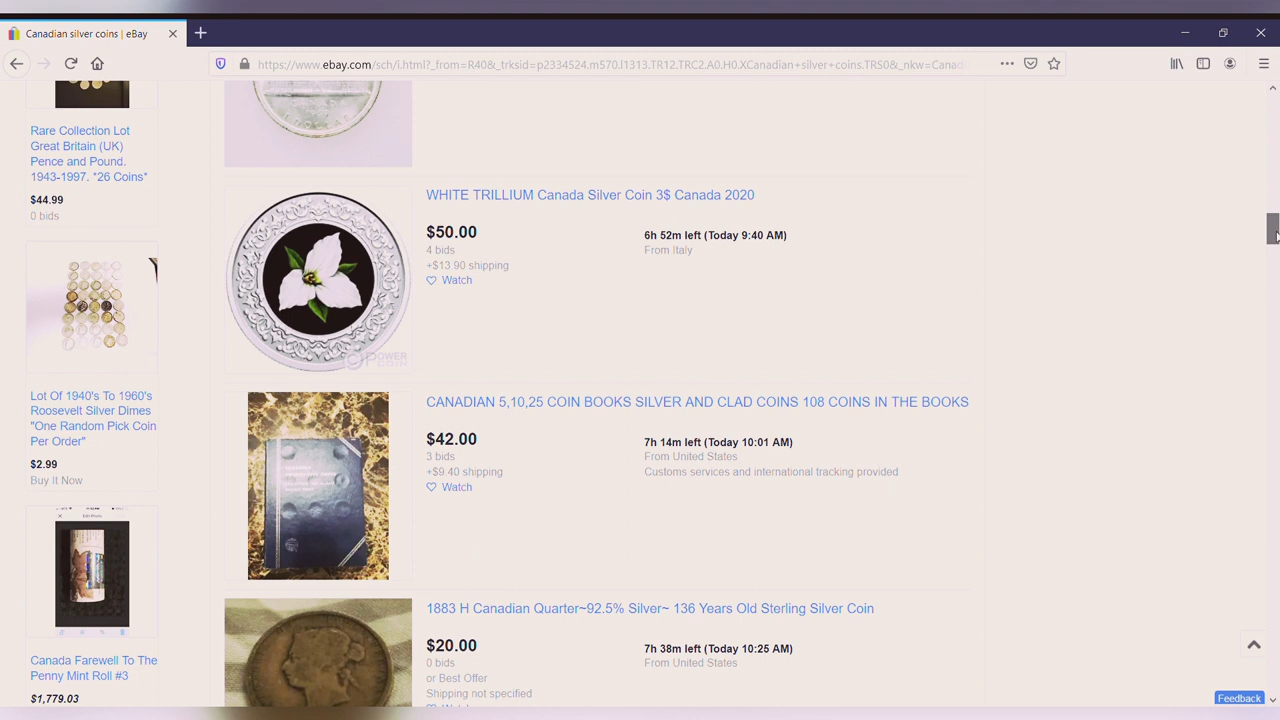 Canadian silver coins | eBay
https://www.ebay.com/sch/i.html?_from=R40&_trksid=p2334524.m570.l1313.TR12.TRC2.A0.H0.XCanadian+silver+coins.TRS0&_nkw=Canad
Rare Collection Lot
Great Britain (UK)
Pence and Pound.
1943-1997. *26 Coins*
$44.99
0 bids
Lot Of 1940's To 1960's
Roosevelt Silver Dimes
"One Random Pick Coin
Per Order"
$2.99
Buy It Now
Edit Photo
Canada Farewell To The
Penny Mint Roll #3
$1,779.03
WHITE TRILLIUM Canada Silver Coin 3$ Canada 2020
$50.00
4 bids
+$13.90 shipping
Watch
6h 52m left (Today 9:40 AM)
From Italy
POWER
COIN
CANADIAN 5,10,25 COIN BOOKS SILVER AND CLAD COINS 108 COINS IN THE BOOKS
$42.00
3 bids
+$9.40 shipping
Watch
7h 14m left (Today 10:01 AM)
From United States
Customs services and international tracking provided
1883 H Canadian Quarter~92.5% Silver~ 136 Years Old Sterling Silver Coin
$20.00
0 bids
or Best Offer
Shipping not specified
Watch
7h 38m left (Today 10:25 AM)
From United States
Feedback